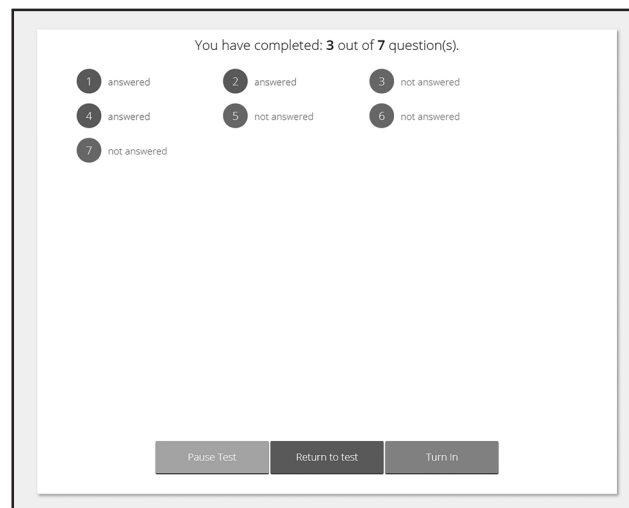 You have completed: 3 out of 7 question(s).
1 answered 2 answered 3 not answered
4 answered 5 not answered 6 not answered
7 not answered
Pause Test Return to test Turn In